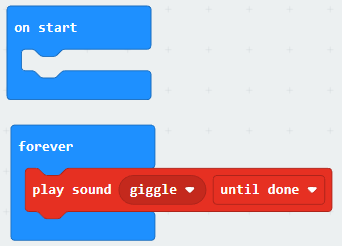 on start
forever
play sound giggle until done